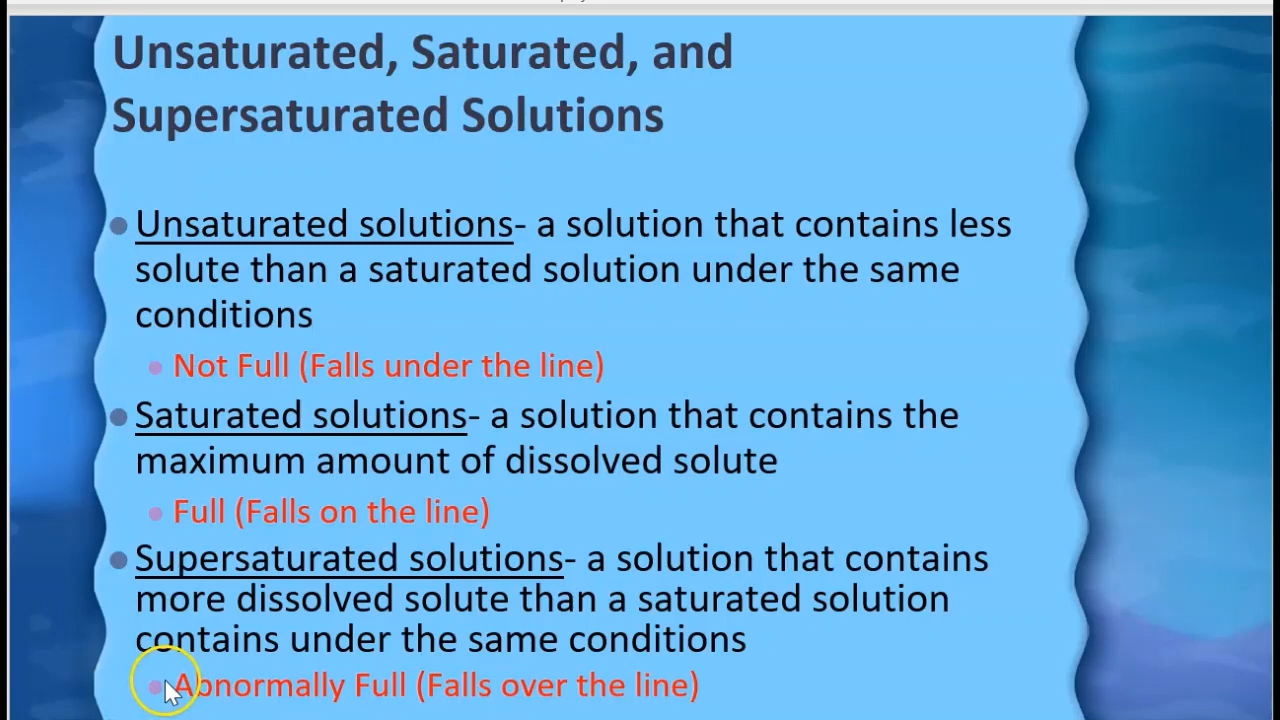 Unsaturated, Saturated, and
Supersaturated Solutions
Unsaturated solutions- a solution that contains less
solute than a saturated solution under the same
conditions
Not Full (Falls under the line)
Saturated solutions- a solution that contains the
maximum amount of dissolved solute
Full (Falls on the line)
Supersaturated solutions- a solution that contains
more dissolved solute than a saturated solution
contains under the same conditions
Abnormally Full (Falls over the line)